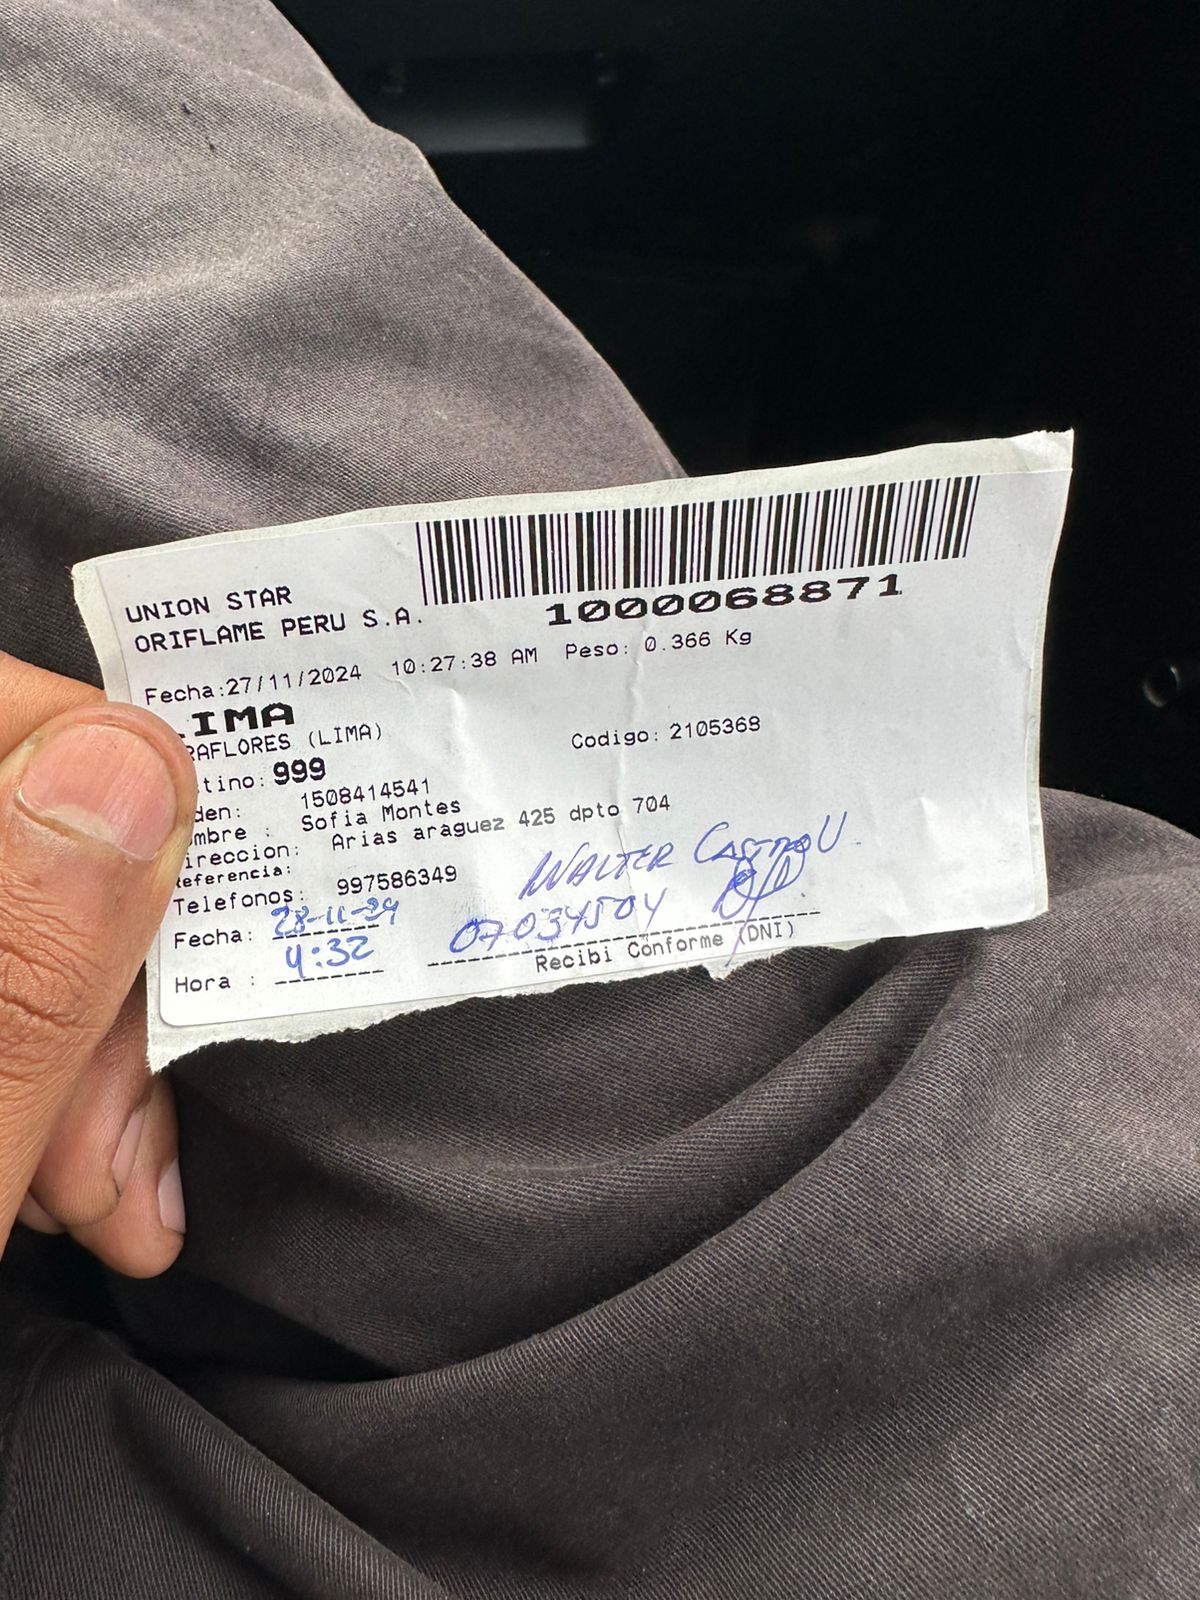 UNION STAR
ORIFLAME PERU S.A.
1000068871
Fecha:27/11/2024 10:27:38 AM Peso: 0.366 Kg
LIMA
RAFLORES (LIMA)
Codigo: 2105368
tino: 999
den: 1508414541
mbre : Sofia Montes
ireccion: Arias araguez 425 dpto 704
eferencia:
Telefonos: 997586349
WALTER CASTRO U.
Fecha: 28-11-24
07034504
Hora : 4:32
Recibi Conforme (DNI)